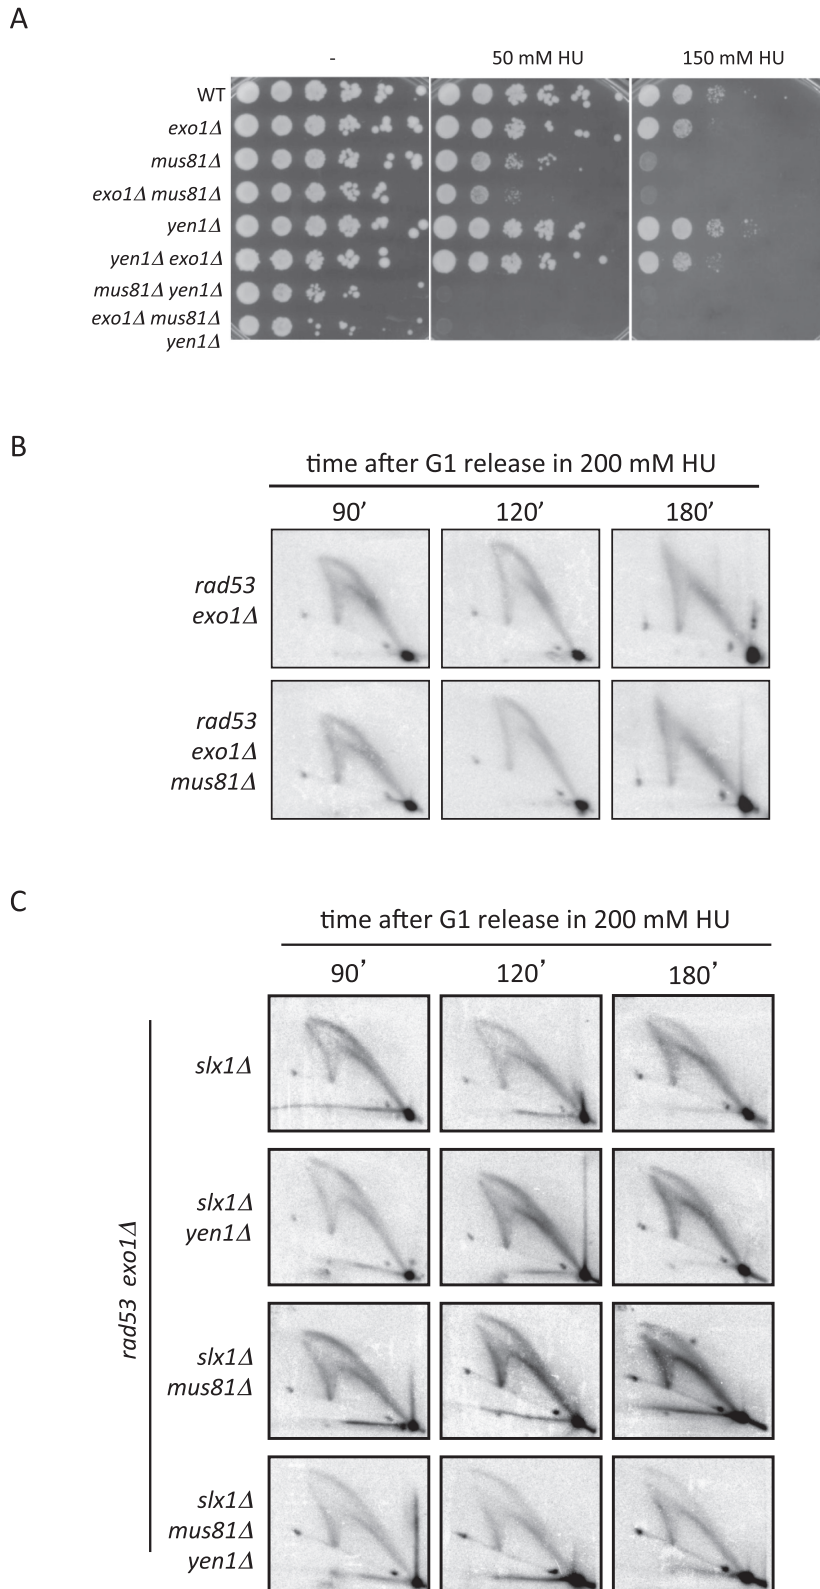 A
-
50 mM HU
150 mM HU
WT
exo1Δ
mus81Δ
exo1Δ mus81Δ
yen1Δ
yen1Δ exo1Δ
mus81Δ yen1Δ
exo1Δ mus81Δ
yen1Δ
B
time after G1 release in 200 mM HU
90’
120’
180’
rad53
exo1Δ
rad53
exo1Δ
mus81Δ
C
time after G1 release in 200 mM HU
90’
120’
180’
rad53 exo1Δ
slx1Δ
slx1Δ
yen1Δ
slx1Δ
mus81Δ
slx1Δ
mus81Δ
yen1Δ